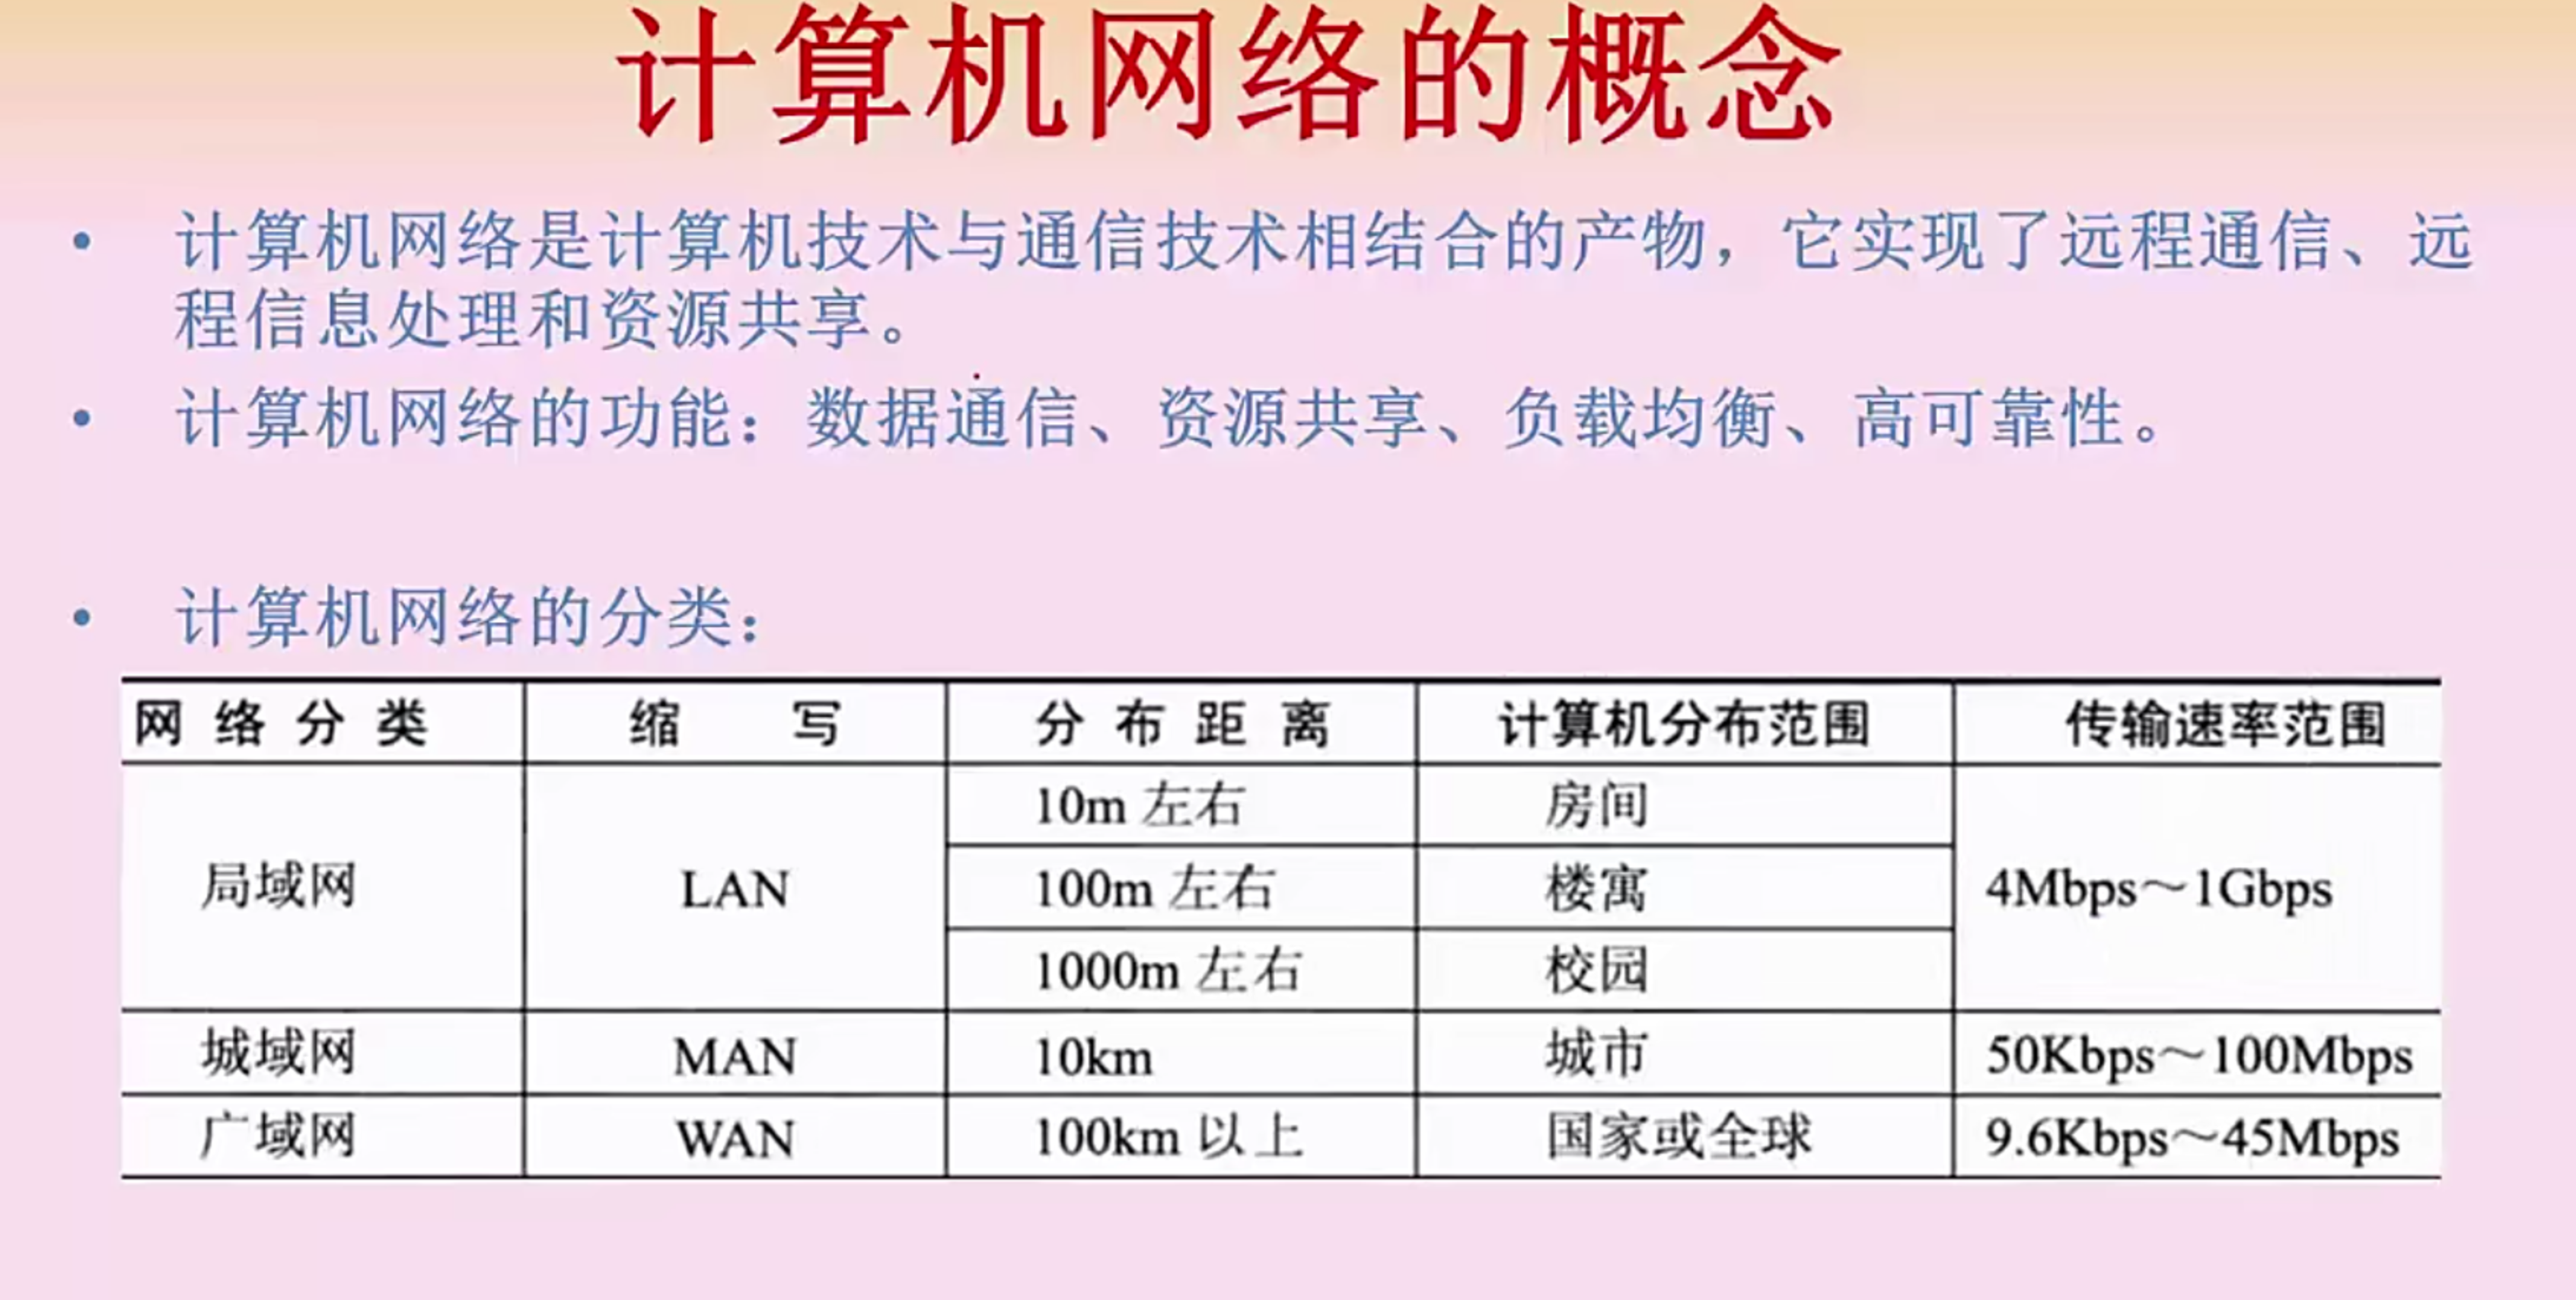 计算机网络的概念
• 计算机网络是计算机技术与通信技术相结合的产物，它实现了远程通信、远
程信息处理和资源共享。
• 计算机网络的功能：数据通信、资源共享、负载均衡、高可靠性。
• 计算机网络的分类：
网络分类 缩写 分布距离 计算机分布范围 传输速率范围
局域网 LAN 10m 左右 房间 4Mbps～1Gbps
100m 左右 楼寓
1000m 左右 校园
城域网 MAN 10km 城市 50Kbps～100Mbps
广域网 WAN 100km 以上 国家或全球 9.6Kbps～45Mbps